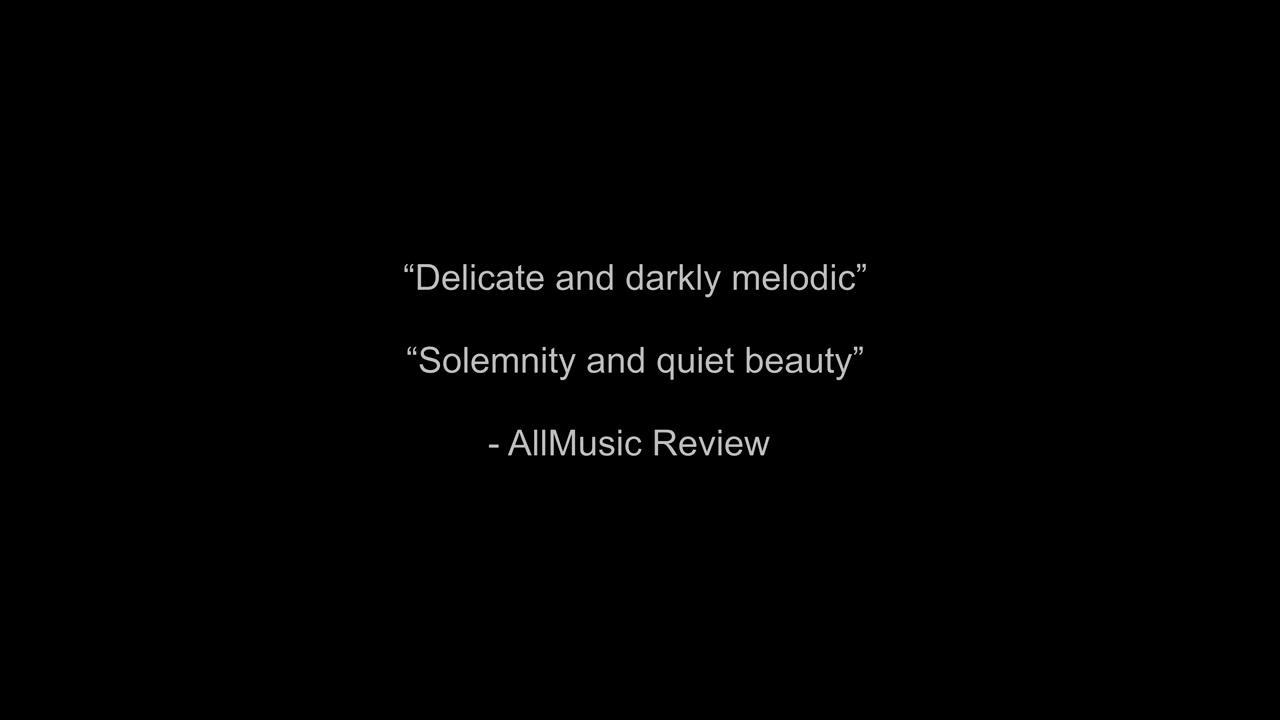 “Delicate and darkly melodic”
“Solemnity and quiet beauty”
- AllMusic Review